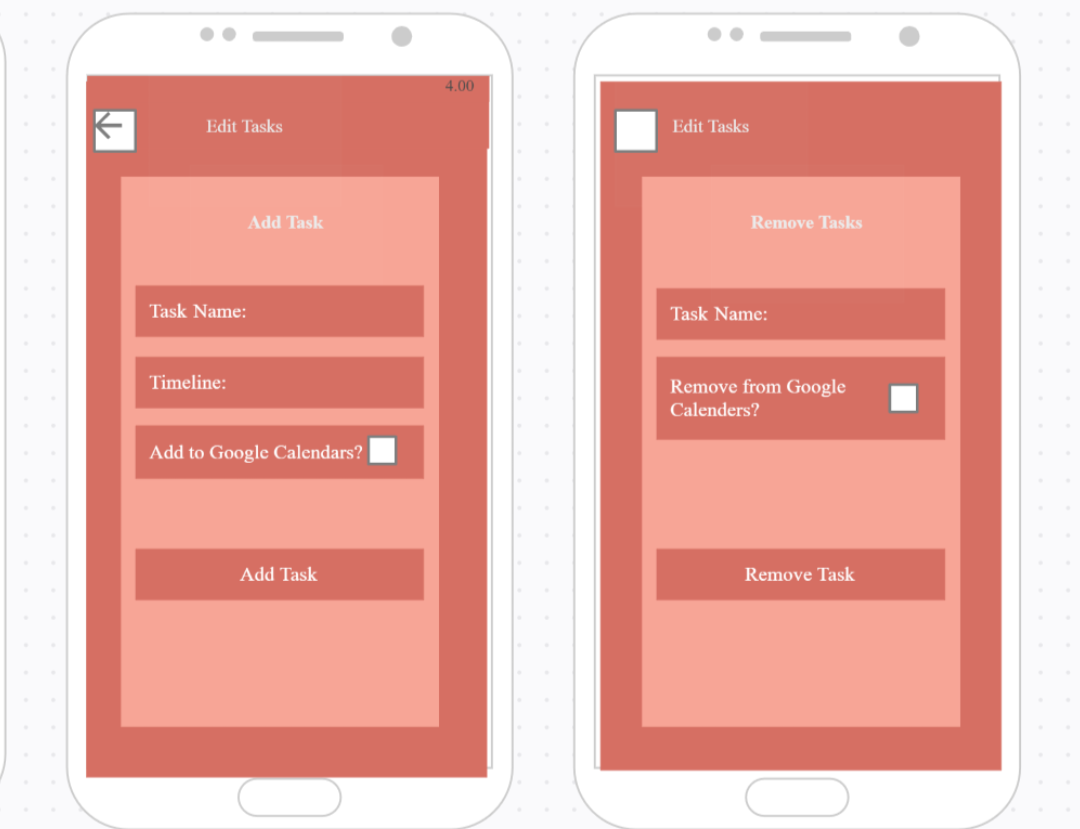 4.00
Edit Tasks
Add Task
Task Name:
Timeline:
Add to Google Calendars?
Add Task
Edit Tasks
Remove Tasks
Task Name:
Remove from Google
Calenders?
Remove Task